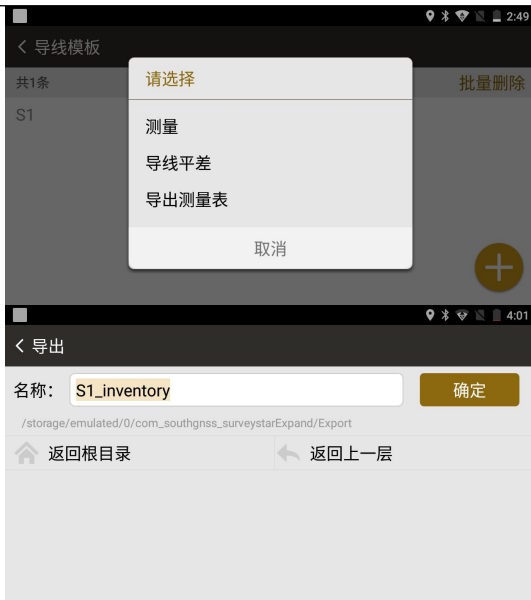 2:49
导线模板
共1条
批量删除
S1
请选择
测量
导线平差
导出测量表
取消
4:01
导出
名称： S1_inventory 确定
/storage/emulated/0/com_southgnss_surveystarExpand/Export
返回根目录 返回上一层